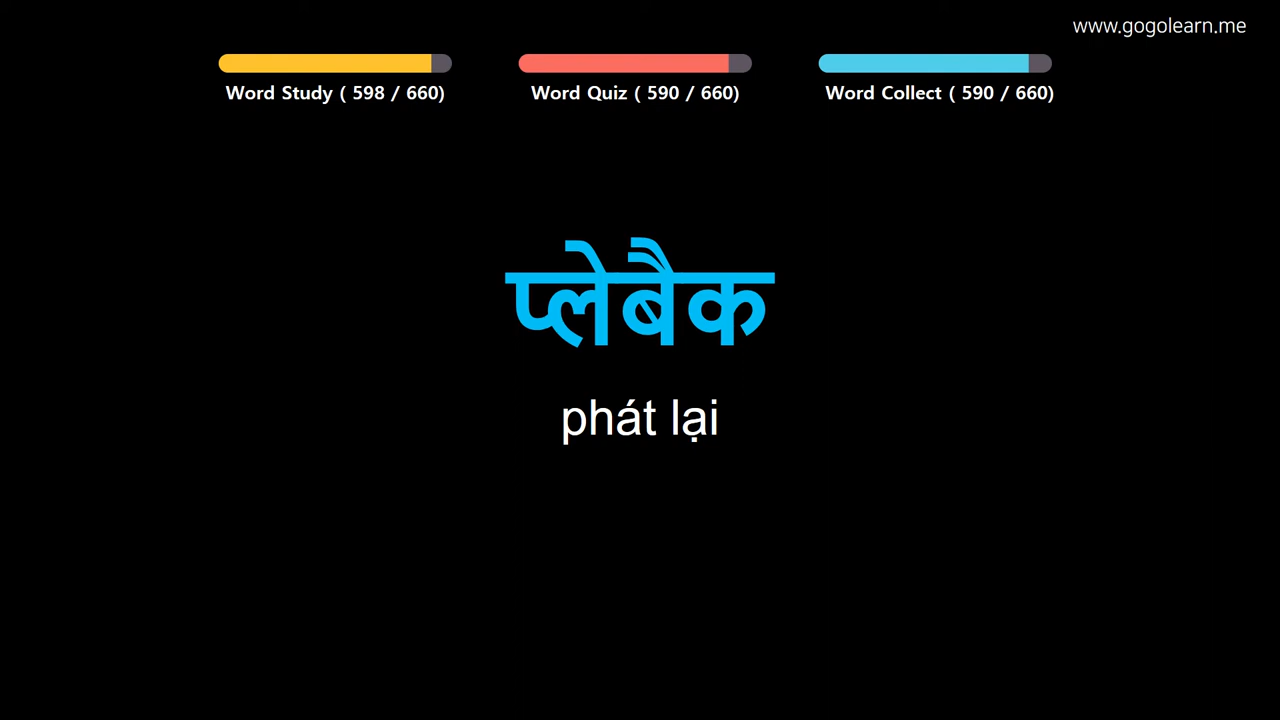 www.gogolearn.me
Word Study ( 598 / 660)
Word Quiz ( 590 / 660)
Word Collect ( 590 / 660)
प्लेबैक
phát lại